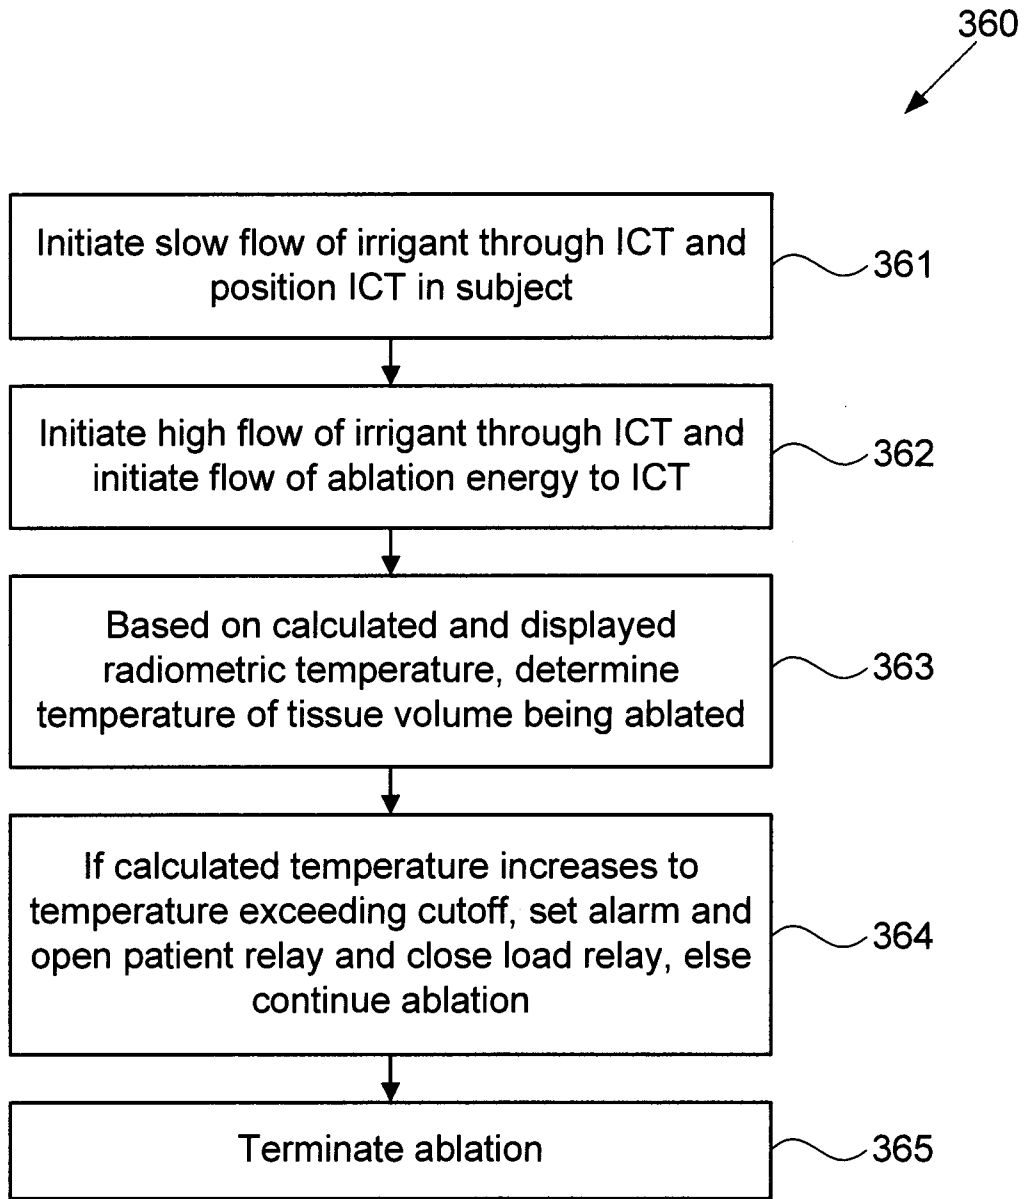 360
Initiate slow flow of irrigant through ICT and
position ICT in subject
361
Initiate high flow of irrigant through ICT and
initiate flow of ablation energy to ICT
362
Based on calculated and displayed
radiometric temperature, determine
temperature of tissue volume being ablated
363
If calculated temperature increases to
temperature exceeding cutoff, set alarm and
open patient relay and close load relay, else
continue ablation
364
Terminate ablation
365